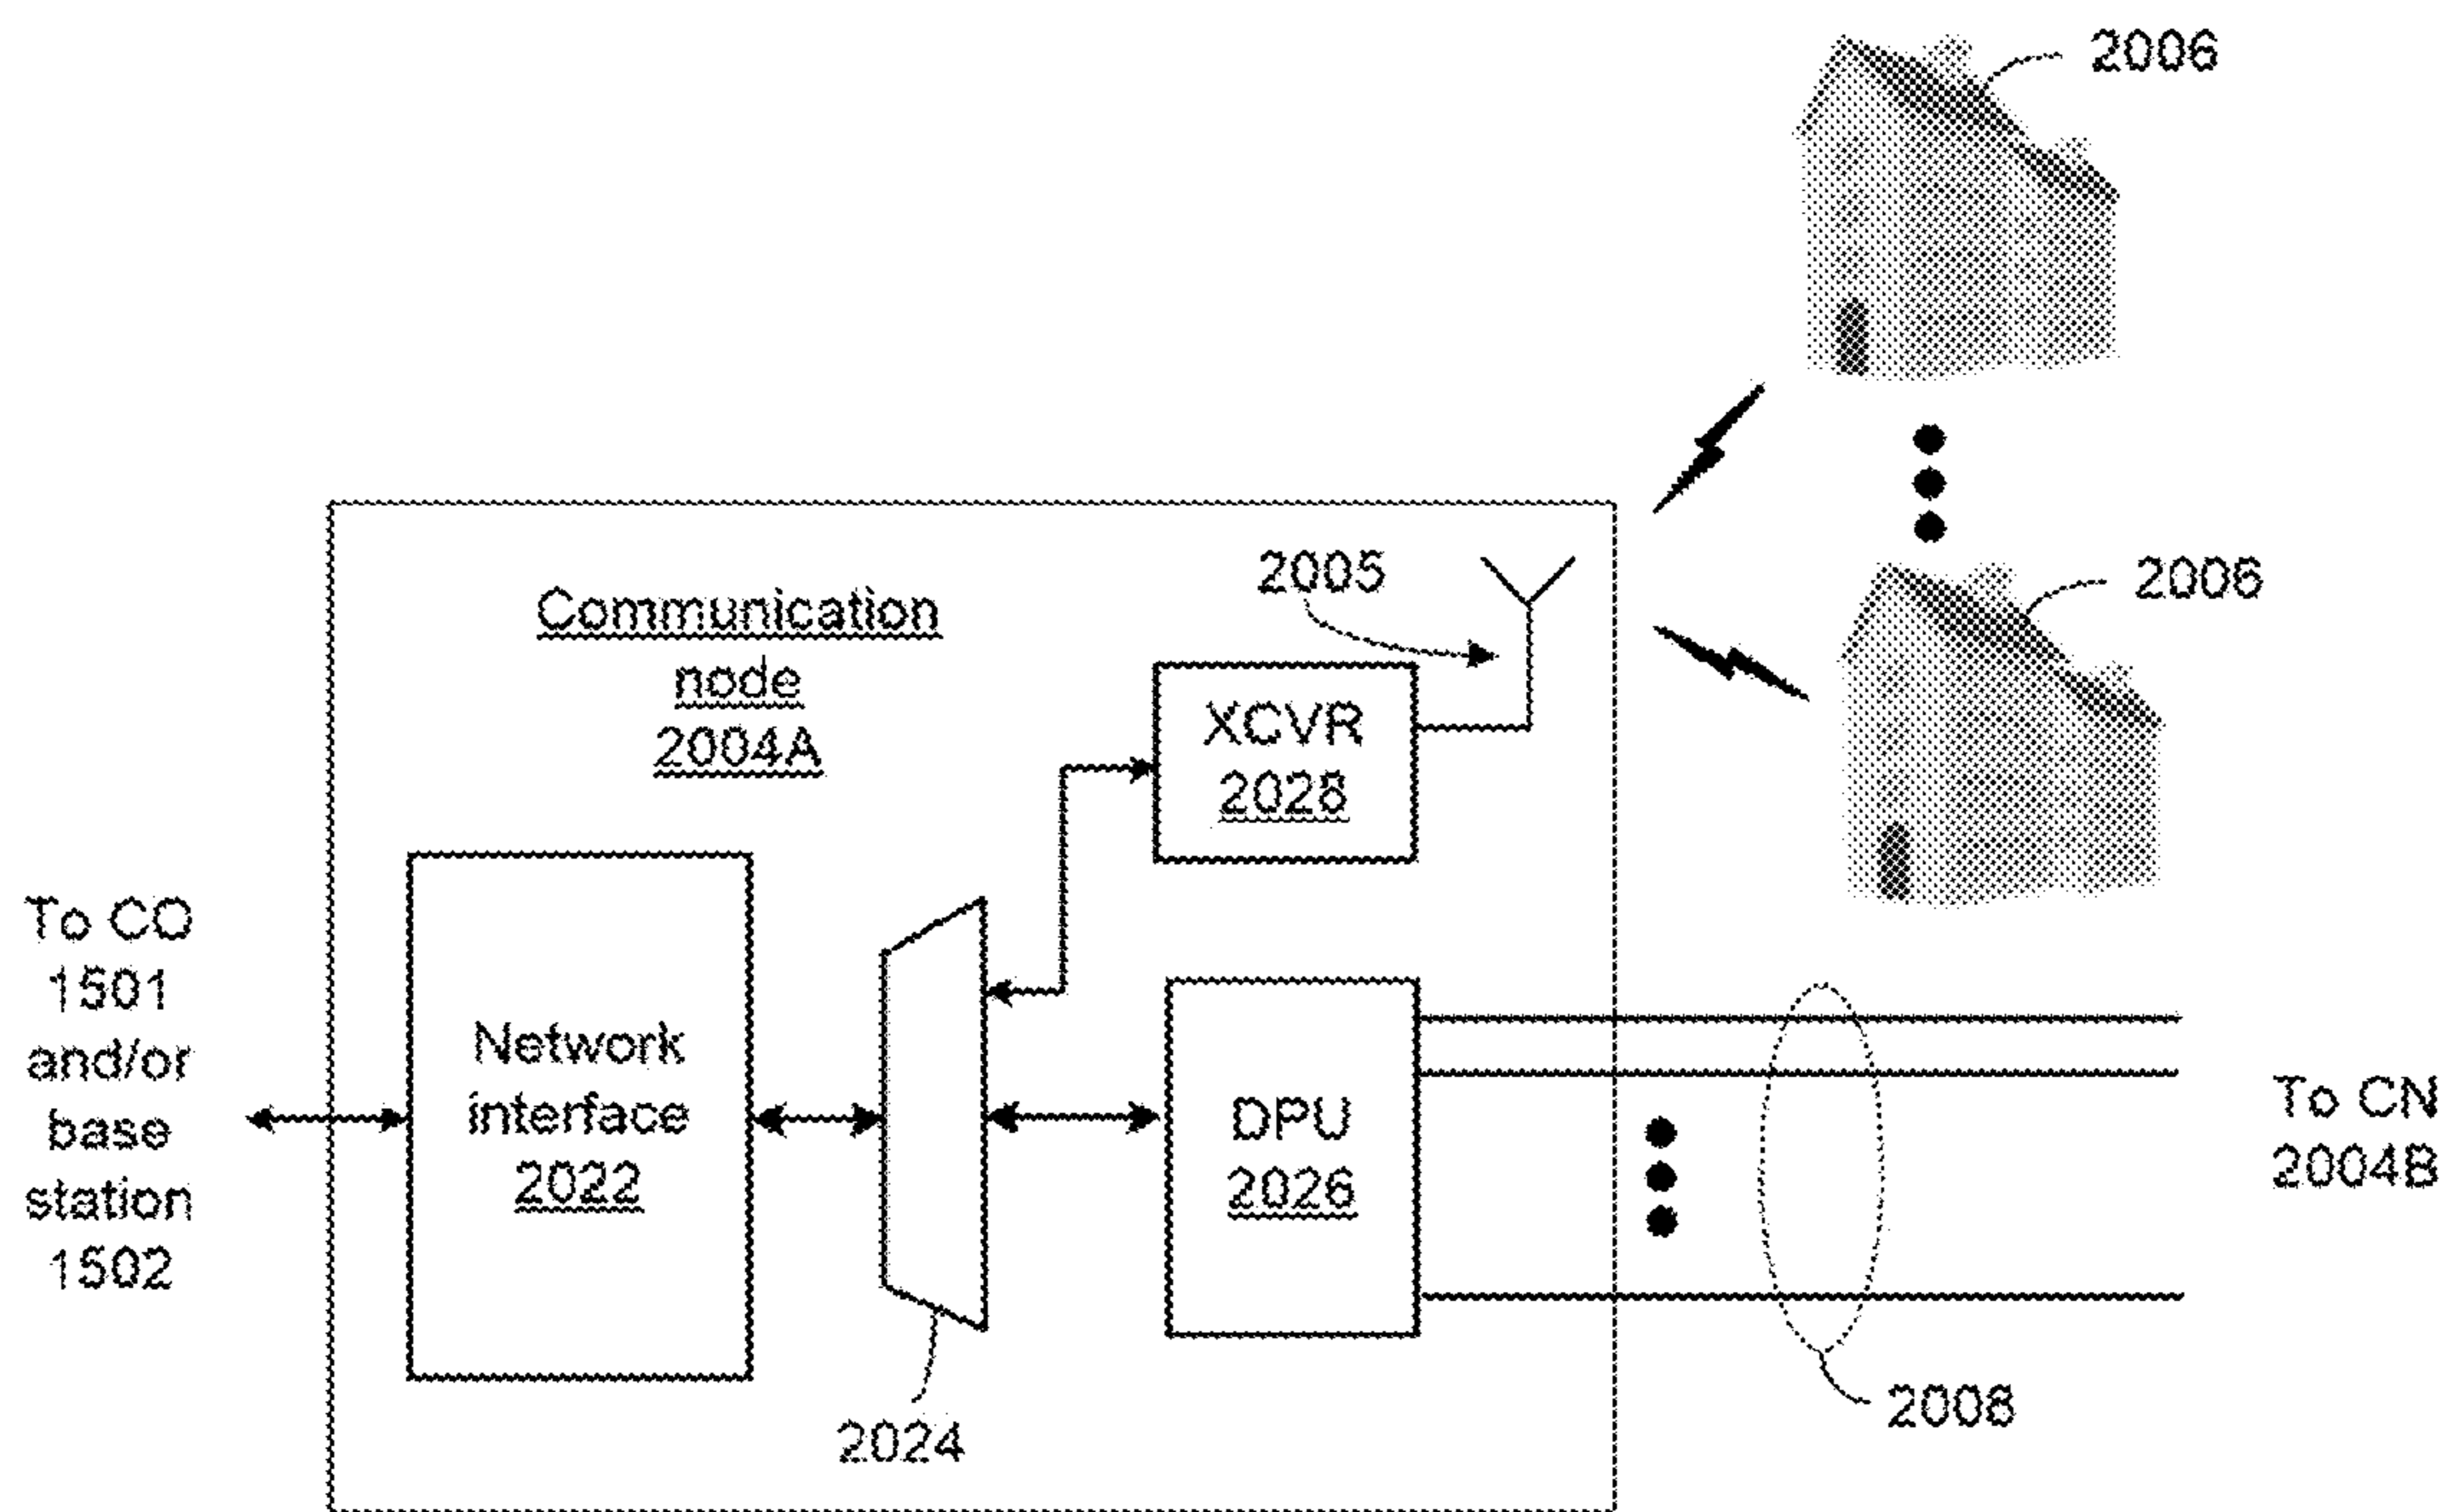 2006
2006
2005
Communication
node
2004A
XCVR
2028
To CO
1501
and/or
base
station
1502
Network
interface
2022
DPU
2026
To CN
2004B
2024
2008